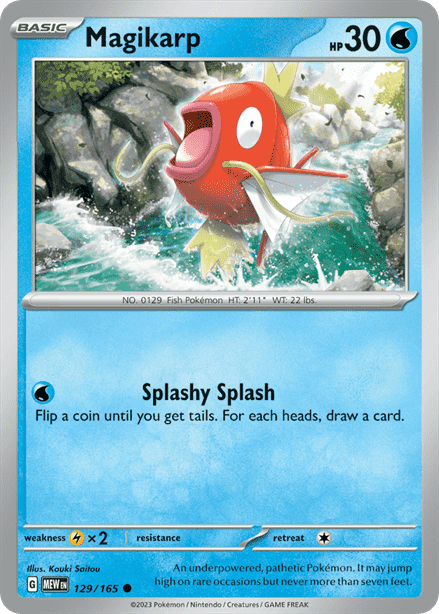 BASIC
Magikarp
HP 30
NO. 0129 Fish Pokémon HT: 2'11" WT: 22 lbs.
Splashy Splash
Flip a coin until you get tails. For each heads, draw a card.
weakness ×2 resistance retreat
Illus. Kouki Saitou
An underpowered, pathetic Pokémon. It may jump
high on rare occasions but never more than seven feet.
G MEW EN 129/165
©2023 Pokémon / Nintendo / Creatures / GAME FREAK